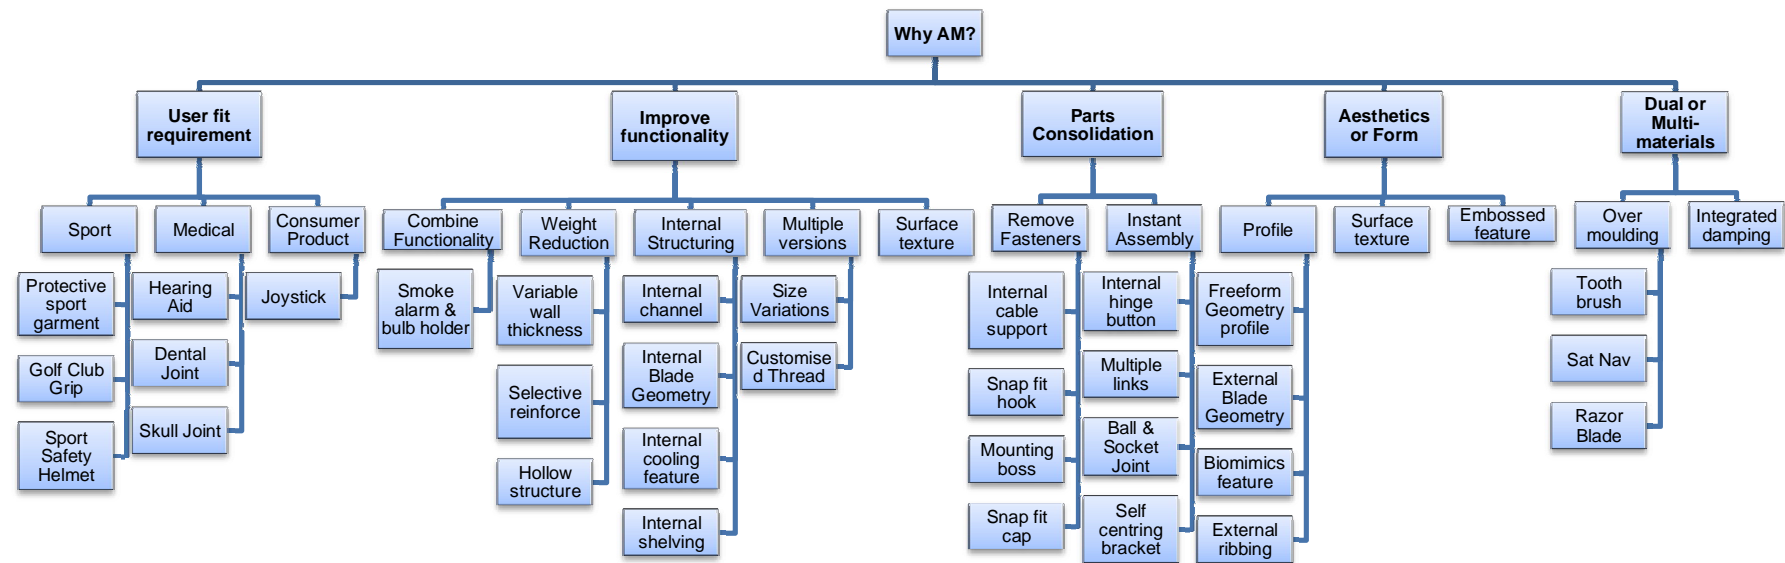 Why AM?
User fit
requirement
Improve
functionality
Parts
Consolidation
Aesthetics
or Form
Dual or
Multi-
materials
Sport
Medical
Consumer
Product
Combine
Functionality
Weight
Reduction
Internal
Structuring
Multiple
versions
Surface
texture
Remove
Fasteners
Instant
Assembly
Profile
Surface
texture
Embossed
feature
Over
moulding
Integrated
damping
Protective
sport
garment
Golf Club
Grip
Sport
Safety
Helmet
Hearing
Aid
Dental
Joint
Skull Joint
Joystick
Smoke
alarm &
bulb holder
Variable
wall
thickness
Selective
reinforce
Hollow
structure
Internal
channel
Internal
Blade
Geometry
Internal
cooling
feature
Internal
shelving
Size
Variations
Customise
d Thread
Internal
cable
support
Snap fit
hook
Mounting
boss
Snap fit
cap
Internal
hinge
button
Multiple
links
Ball &
Socket
Joint
Self
centring
bracket
Freeform
Geometry
profile
External
Blade
Geometry
Biomimics
feature
External
ribbing
Tooth
brush
Sat Nav
Razor
Blade